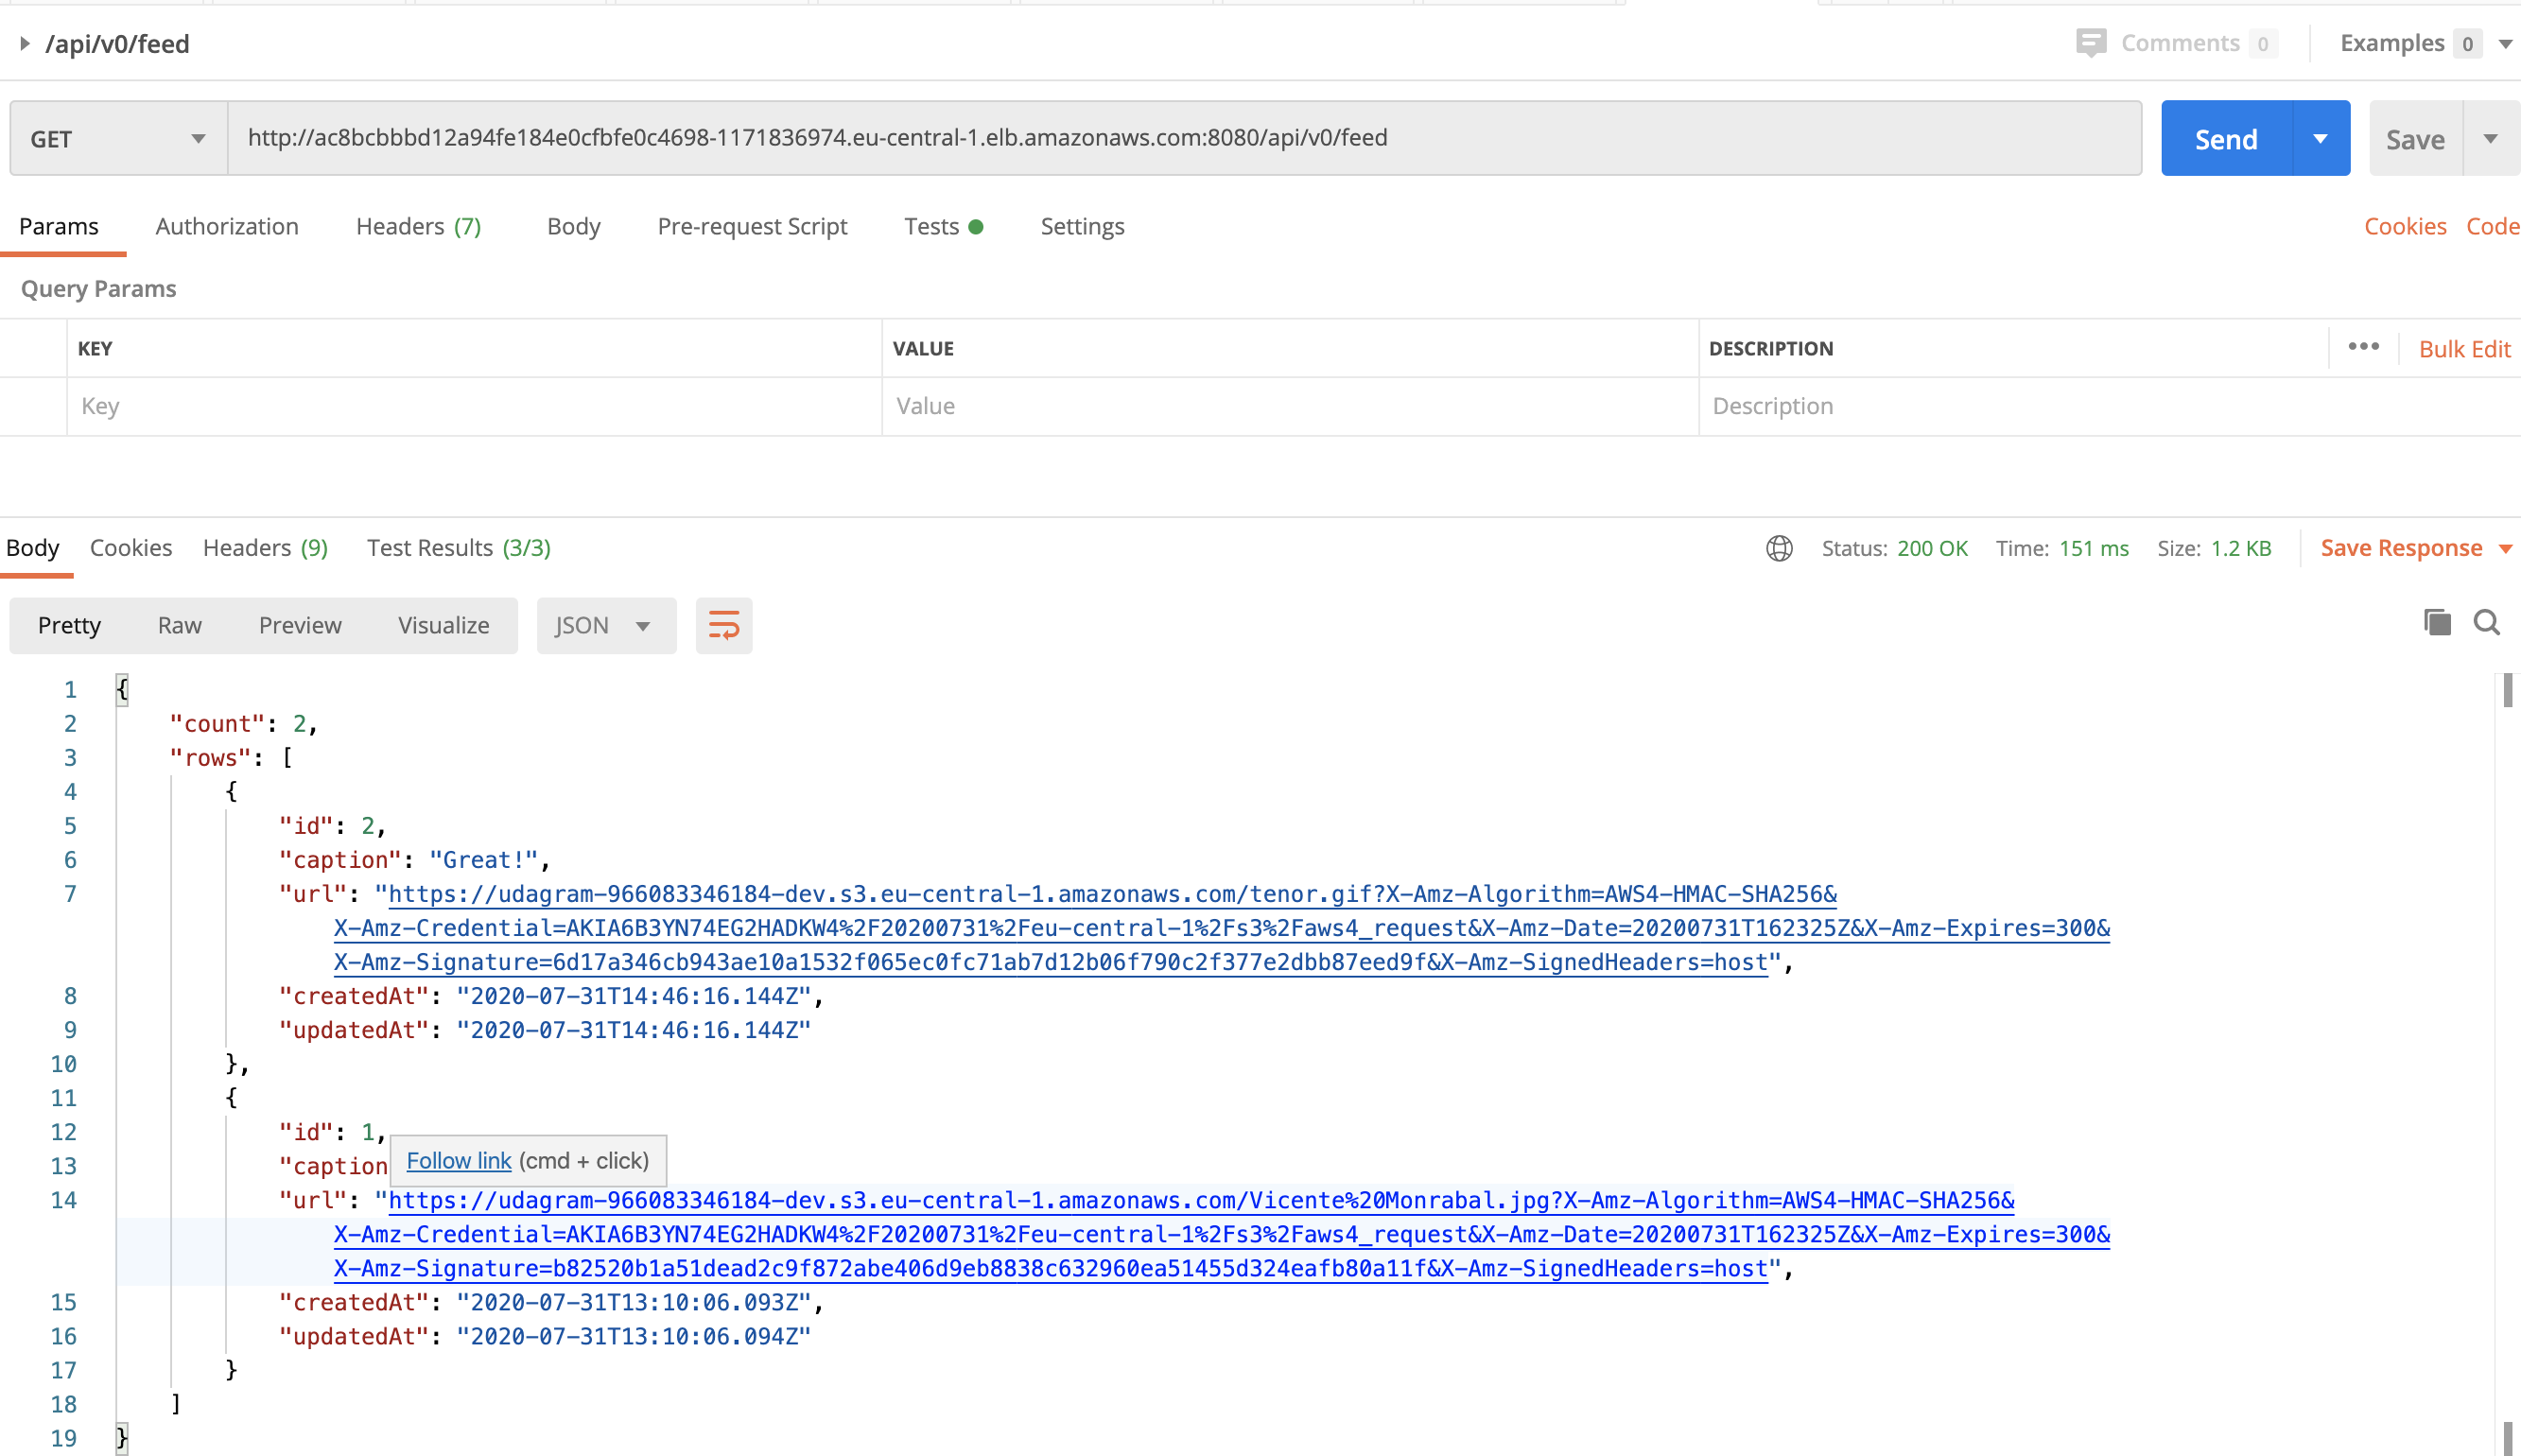 /api/v0/feed
Comments 0 Examples 0
GET http://ac8bcbbbd12a94fe184e0cfbfe0c4698-1171836974.eu-central-1.elb.amazonaws.com:8080/api/v0/feed Send Save
Params Authorization Headers (7) Body Pre-request Script Tests Settings Cookies Code
Query Params
KEY VALUE DESCRIPTION ••• Bulk Edit
Key Value Description
Body Cookies Headers (9) Test Results (3/3) Status: 200 OK Time: 151 ms Size: 1.2 KB Save Response
Pretty Raw Preview Visualize JSON
1 {
2 "count": 2,
3 "rows": [
4 {
5 "id": 2,
6 "caption": "Great!",
7 "url": "https://udagram-966083346184-dev.s3.eu-central-1.amazonaws.com/tenor.gif?X-Amz-Algorithm=AWS4-HMAC-SHA256&
X-Amz-Credential=AKIA6B3YN74EG2HADKW4%2F20200731%2Feu-central-1%2Fs3%2Faws4_request&X-Amz-Date=20200731T162325Z&X-Amz-Expires=300&
X-Amz-Signature=6d17a346cb943ae10a1532f065ec0fc71ab7d12b06f790c2f377e2dbb87eed9f&X-Amz-SignedHeaders=host",
8 "createdAt": "2020-07-31T14:46:16.144Z",
9 "updatedAt": "2020-07-31T14:46:16.144Z"
10 },
11 {
12 "id": 1,
13 "caption
Follow link (cmd + click)
14 "url": "https://udagram-966083346184-dev.s3.eu-central-1.amazonaws.com/Vicente%20Monrabal.jpg?X-Amz-Algorithm=AWS4-HMAC-SHA256&
X-Amz-Credential=AKIA6B3YN74EG2HADKW4%2F20200731%2Feu-central-1%2Fs3%2Faws4_request&X-Amz-Date=20200731T162325Z&X-Amz-Expires=300&
X-Amz-Signature=b82520b1a51dead2c9f872abe406d9eb8838c632960ea51455d324eafb80a11f&X-Amz-SignedHeaders=host",
15 "createdAt": "2020-07-31T13:10:06.093Z",
16 "updatedAt": "2020-07-31T13:10:06.094Z"
17 }
18 ]
19 }